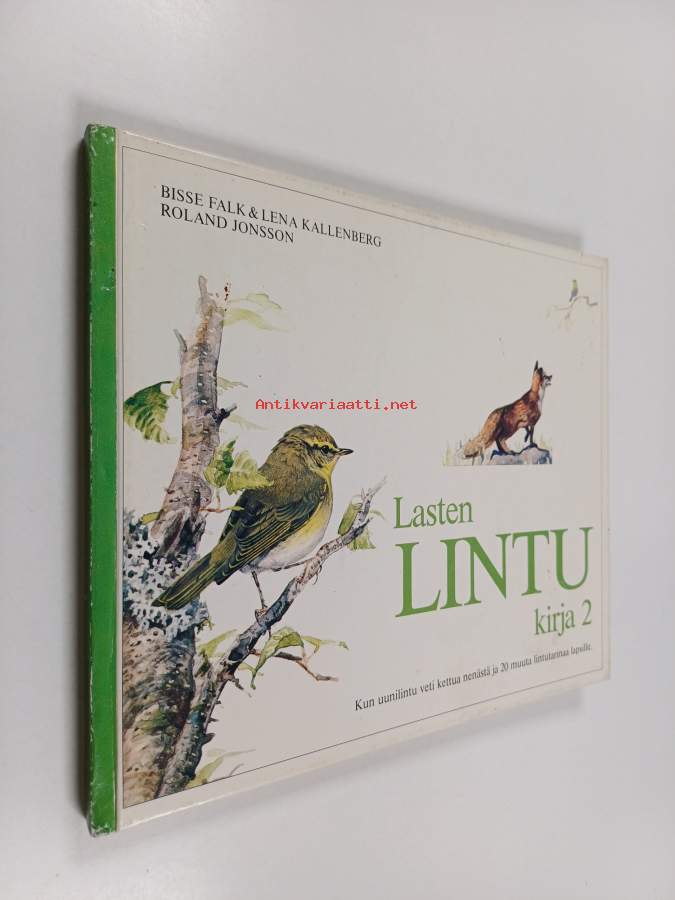 BISSE FALK & LENA KALLENBERG
ROLAND JONSSON
Antikvariaatti.net
Lasten
LINTU
kirja 2
Kun uunilintu veti kettua nenästä ja 20 muuta lintutarinaa lapsille.